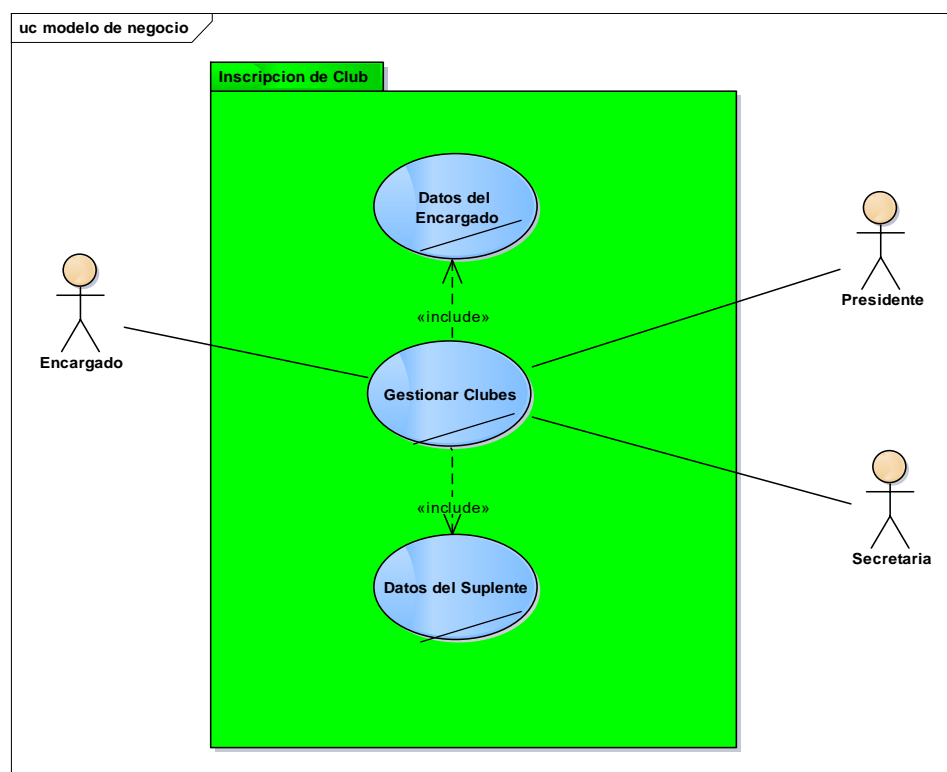 uc modelo de negocio
Inscripcion de Club
Datos del
Encargado
«include»
Encargado
Presidente
Gestionar Clubes
«include»
Secretaria
Datos del Suplente